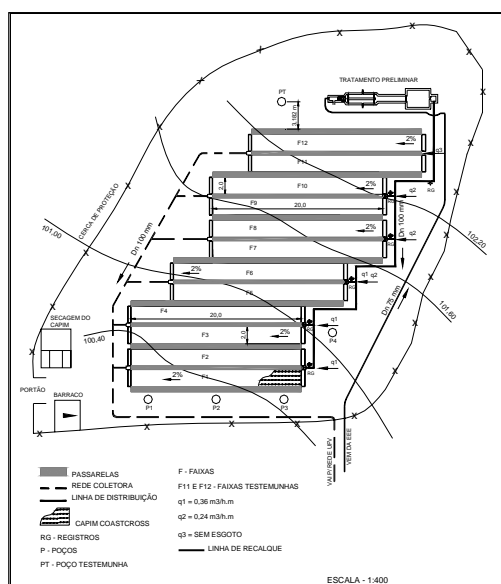 TRATAMENTO PRELIMINAR
PT
3,182 m
F12
q3
F11
2%
RG
F10
2%
2,0
q2
F9
20,0
CERCA DE PROTEÇÃO
Dn 100 mm
F8
2%
q2
F7
Dn 100 mm
102,20
101,00
2%
F6
q1
q2
RG
F5
Dn 75 mm
101,60
F4
20,0
q1
SECAGEM DO
CAPIM
100,40
F3
2,0
2%
P4
F2
RG
2%
F1
q1
PORTÃO
BARRACO
P1
P2
P3
VAI P/ REDE UFV
VEM DA EEE
PASSARELAS
REDE COLETORA
LINHA DE DISTRIBUIÇÃO
CAPIM COASTCROSS
RG - REGISTROS
P - POÇOS
PT - POÇO TESTEMUNHA
F - FAIXAS
F11 E F12 - FAIXAS TESTEMUNHAS
q1 = 0,36 m³/h.m
q2 = 0,24 m³/h.m
q3 = SEM ESGOTO
LINHA DE RECALQUE
ESCALA - 1:400